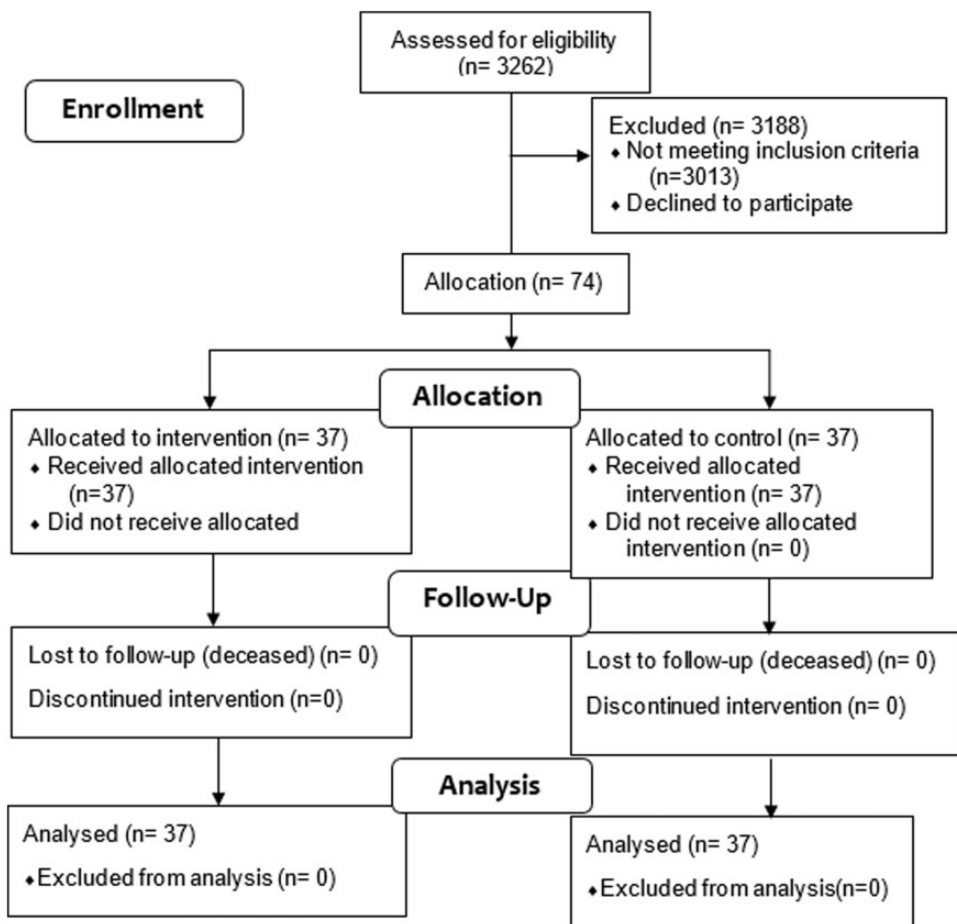 Assessed for eligibility
(n= 3262)
Enrollment
Excluded (n= 3188)
⬧ Not meeting inclusion criteria
(n=3013)
⬧ Declined to participate
Allocation (n= 74)
Allocation
Allocated to intervention (n= 37)
⬧ Received allocated intervention
(n=37)
⬧ Did not receive allocated
Allocated to control (n= 37)
⬧ Received allocated
intervention (n= 37)
⬧ Did not receive allocated
intervention (n= 0)
Follow-Up
Lost to follow-up (deceased) (n= 0)
Discontinued intervention (n=0)
Lost to follow-up (deceased) (n= 0)
Discontinued intervention (n= 0)
Analysis
Analysed (n= 37)
⬧Excluded from analysis (n= 0)
Analysed (n= 37)
⬧Excluded from analysis(n=0)